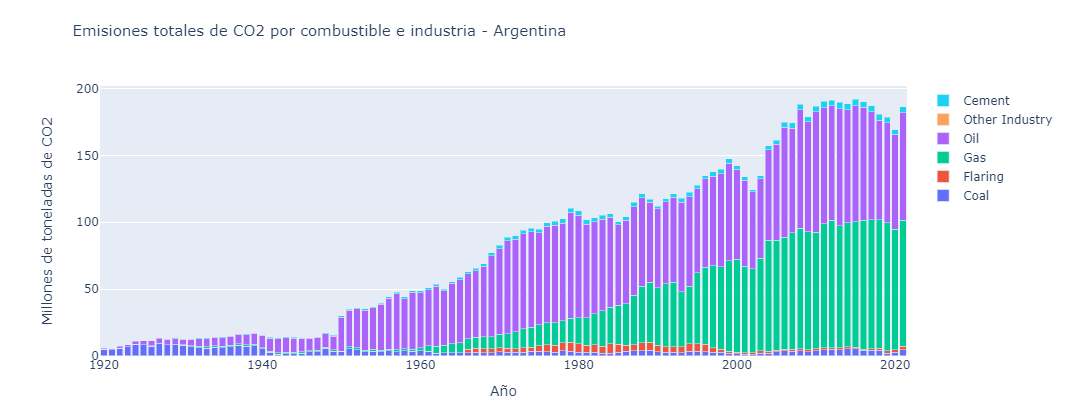 Emisiones totales de CO2 por combustible e industria - Argentina
Millones de toneladas de CO2
200
150
100
50
0
1920
1940
1960
1980
2000
2020
Año
Cement
Other Industry
Oil
Gas
Flaring
Coal